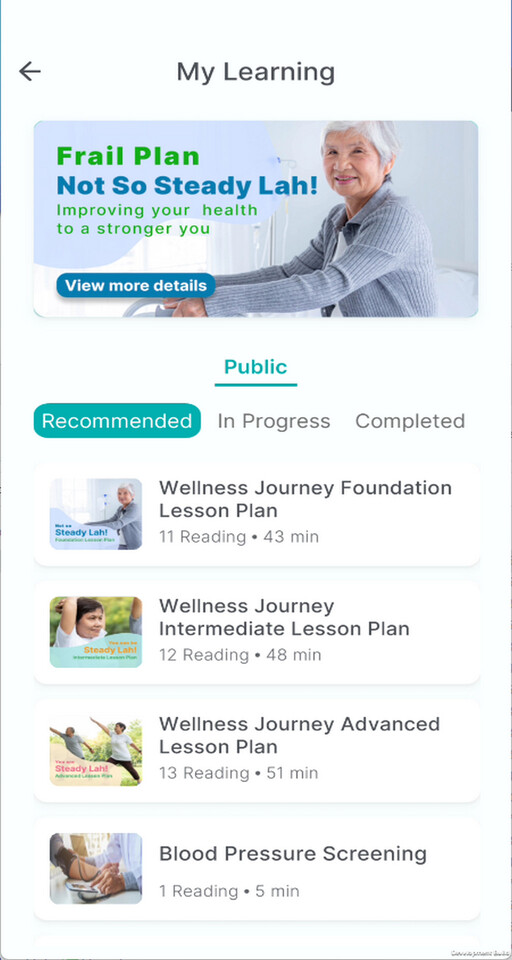 My Learning
Frail Plan
Not So Steady Lah!
Improving your health
to a stronger you
View more details
Public
Recommended
In Progress
Completed
Not so
Steady Lah!
Foundation Lesson Plan
Wellness Journey Foundation
Lesson Plan
11 Reading • 43 min
You may be
Steady Lah!
Intermediate Lesson Plan
Wellness Journey
Intermediate Lesson Plan
12 Reading • 48 min
You are
Steady Lah!
Advanced Lesson Plan
Wellness Journey Advanced
Lesson Plan
13 Reading • 51 min
Blood Pressure Screening
1 Reading • 5 min
Development Build